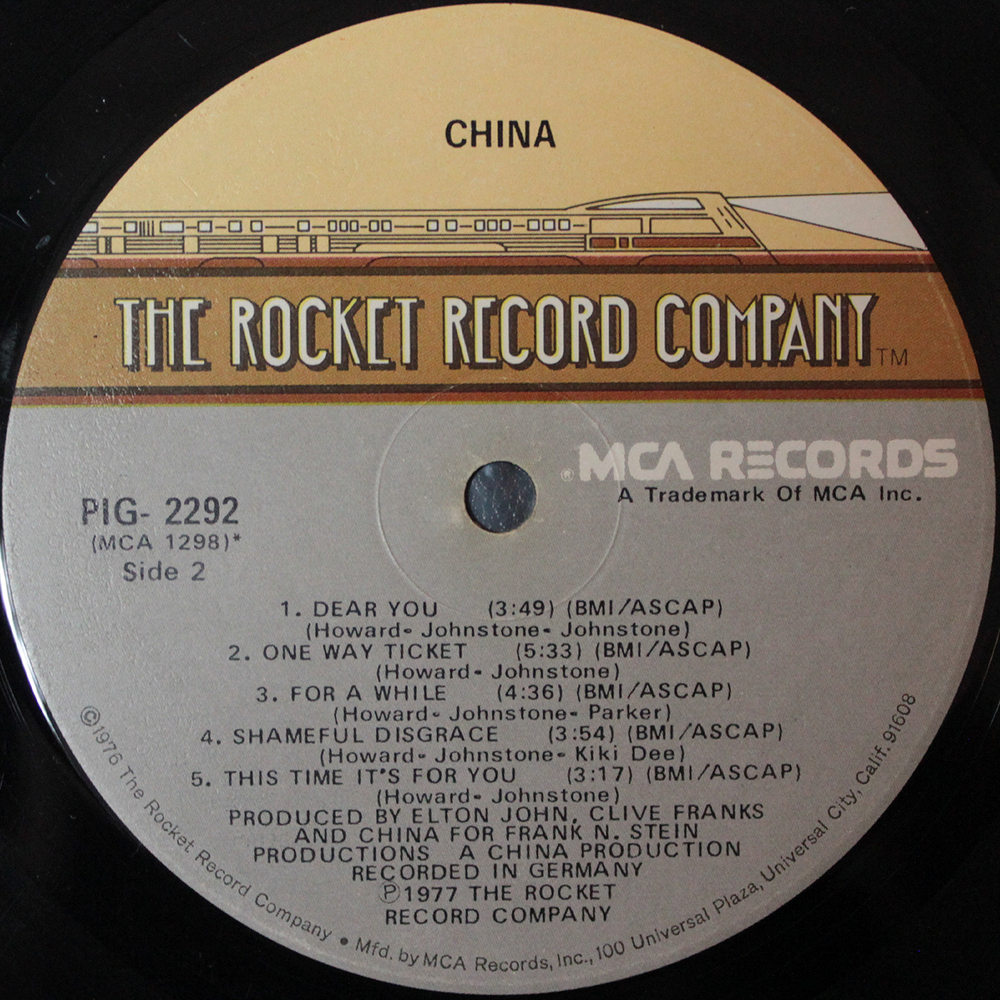 CHINA
THE ROCKET RECORD COMPANY TM
® MCA RECORDS
A Trademark Of MCA Inc.
PIG- 2292
(MCA 1298)*
Side 2
1. DEAR YOU (3:49) (BMI/ASCAP)
(Howard- Johnstone- Johnstone)
2. ONE WAY TICKET (5:33) (BMI/ASCAP)
(Howard- Johnstone)
3. FOR A WHILE (4:36) (BMI/ASCAP)
(Howard- Johnstone- Parker)
4. SHAMEFUL DISGRACE (3:54) (BMI/ASCAP)
(Howard- Johnstone- Kiki Dee)
5. THIS TIME IT'S FOR YOU (3:17) (BMI/ASCAP)
(Howard- Johnstone)
PRODUCED BY ELTON JOHN, CLIVE FRANKS
AND CHINA FOR FRANK N. STEIN
PRODUCTIONS A CHINA PRODUCTION
RECORDED IN GERMANY
℗1977 THE ROCKET
RECORD COMPANY
©1976 The Rocket Record Company • Mfd. by MCA Records, Inc., 100 Universal Plaza, Universal City, Calif. 91608